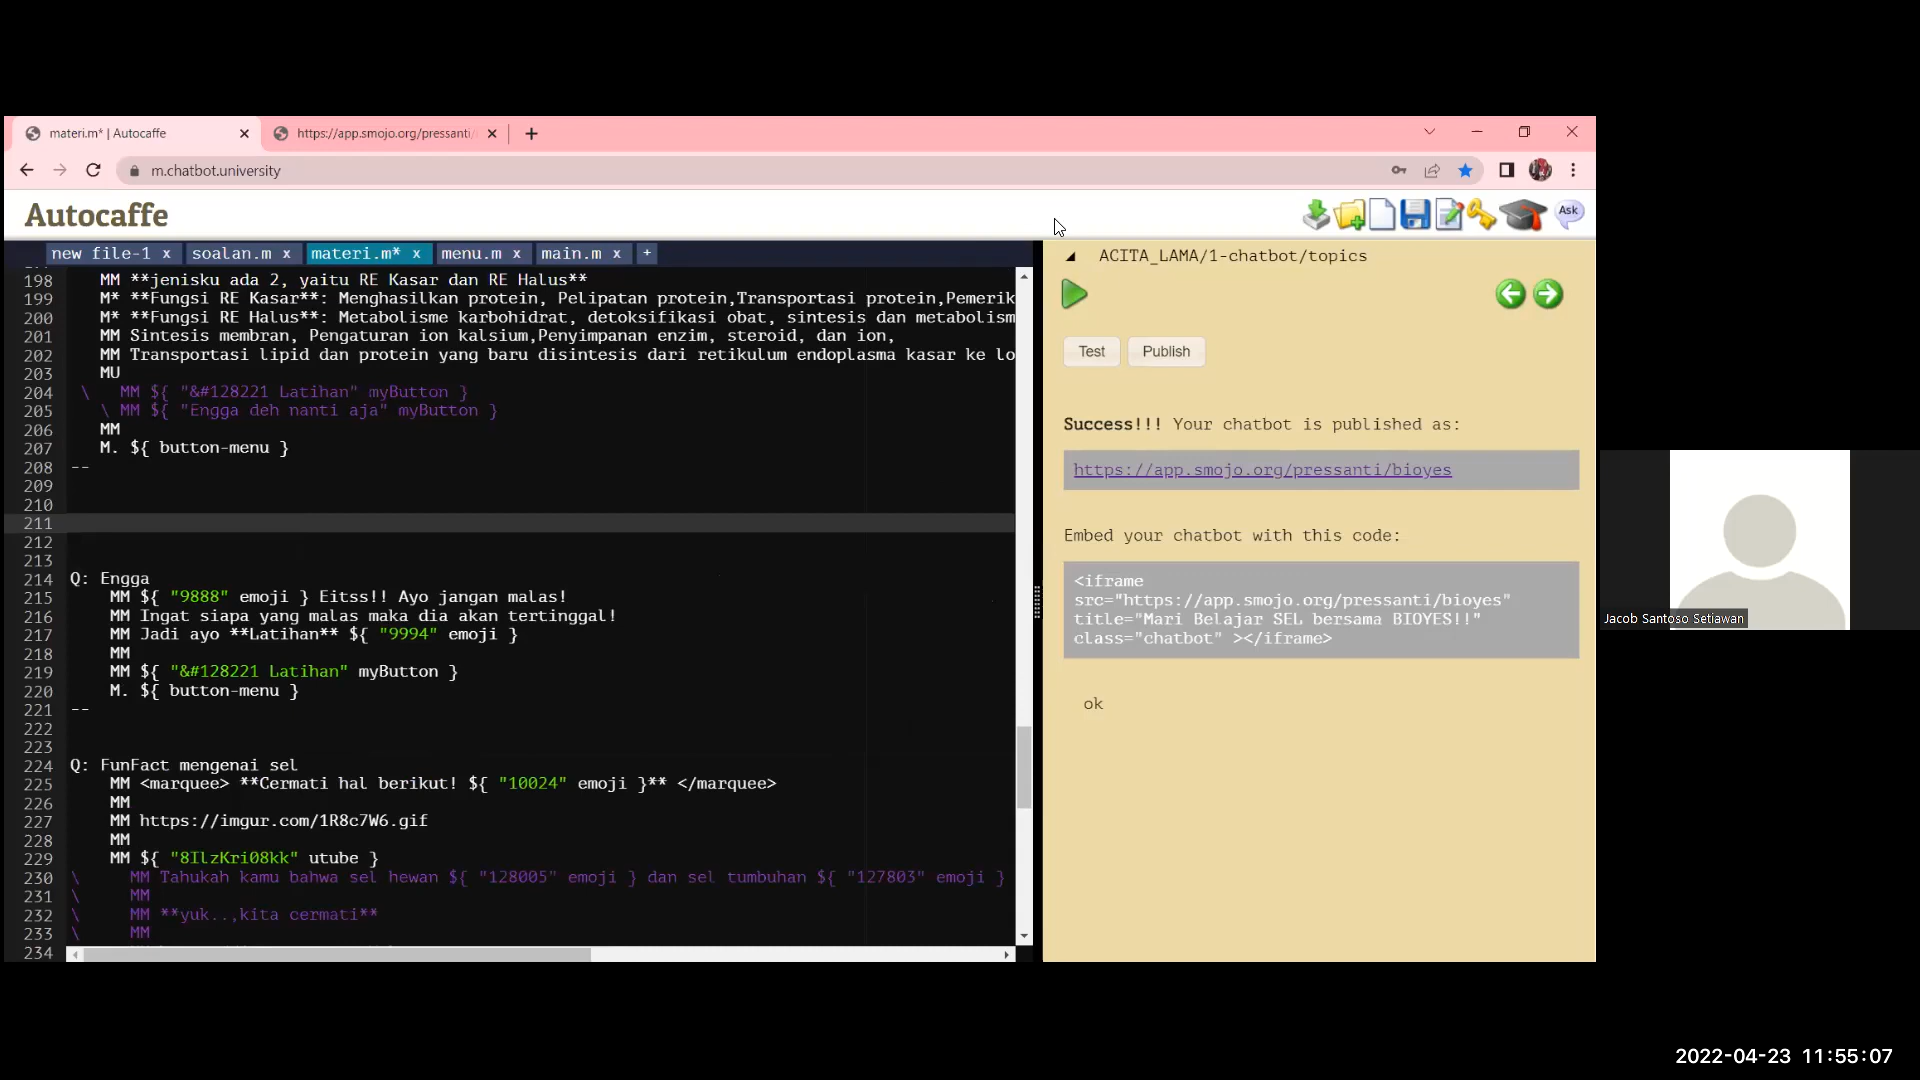 materi.m* | Autocaffe
https://app.smojo.org/pressanti/
m.chatbot.university
Autocaffe
Ask
new file-1 x
soalan.m x
materi.m* x
menu.m x
main.m x
+
198 MM **jenisku ada 2, yaitu RE Kasar dan RE Halus**
199 M* **Fungsi RE Kasar**: Menghasilkan protein, Pelipatan protein,Transportasi protein,Pemerik
200 M* **Fungsi RE Halus**: Metabolisme karbohidrat, detoksifikasi obat, sintesis dan metabolism
201 MM Sintesis membran, Pengaturan ion kalsium,Penyimpanan enzim, steroid, dan ion,
202 MM Transportasi lipid dan protein yang baru disintesis dari retikulum endoplasma kasar ke lo
203 MU
204 \ MM ${ "&#128221 Latihan" myButton }
205 \ MM ${ "Engga deh nanti aja" myButton }
206 MM
207 M. ${ button-menu }
208 --
209
210
211
212
213
214 Q: Engga
215 MM ${ "9888" emoji } Eitss!! Ayo jangan malas!
216 MM Ingat siapa yang malas maka dia akan tertinggal!
217 MM Jadi ayo **Latihan** ${ "9994" emoji }
218 MM
219 MM ${ "&#128221 Latihan" myButton }
220 M. ${ button-menu }
221 --
222
223
224 Q: FunFact mengenai sel
225 MM <marquee> **Cermati hal berikut! ${ "10024" emoji }** </marquee>
226 MM
227 MM https://imgur.com/1R8c7W6.gif
228 MM
229 MM ${ "8IlzKri08kk" utube }
230 \ MM Tahukah kamu bahwa sel hewan ${ "128005" emoji } dan sel tumbuhan ${ "127803" emoji }
231 \ MM
232 \ MM **yuk..,kita cermati**
233 \ MM
234
ACITA_LAMA/1-chatbot/topics
Test
Publish
Success!!! Your chatbot is published as:
https://app.smojo.org/pressanti/bioyes
Embed your chatbot with this code:
<iframe
src="https://app.smojo.org/pressanti/bioyes"
title="Mari Belajar SEL bersama BIOYES!!"
class="chatbot" ></iframe>
ok
Jacob Santoso Setiawan
2022-04-23 11:55:07